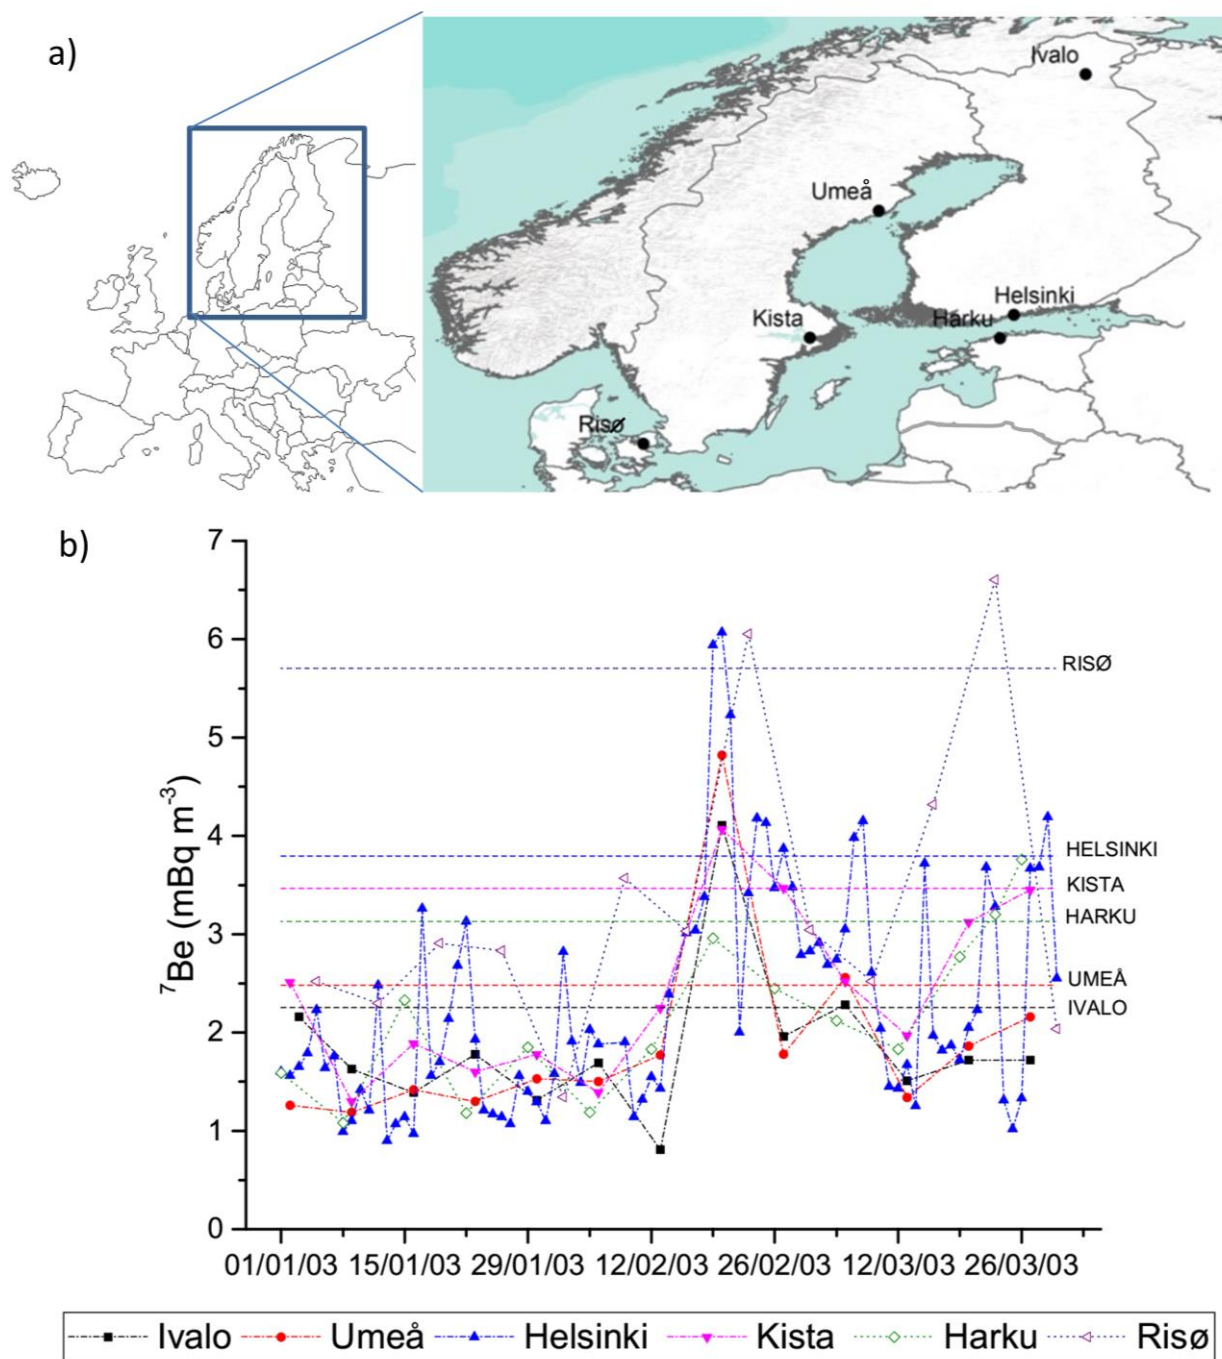 a)
Ivalo
Umeå
Helsinki
Kista
Harku
Risø
b)
7
6
5
4
3
2
1
0
⁷Be (mBq m⁻³)
RISØ
HELSINKI
KISTA
HARKU
UMEÅ
IVALO
01/01/03 15/01/03 29/01/03 12/02/03 26/02/03 12/03/03 26/03/03
Ivalo Umeå Helsinki Kista Harku Risø